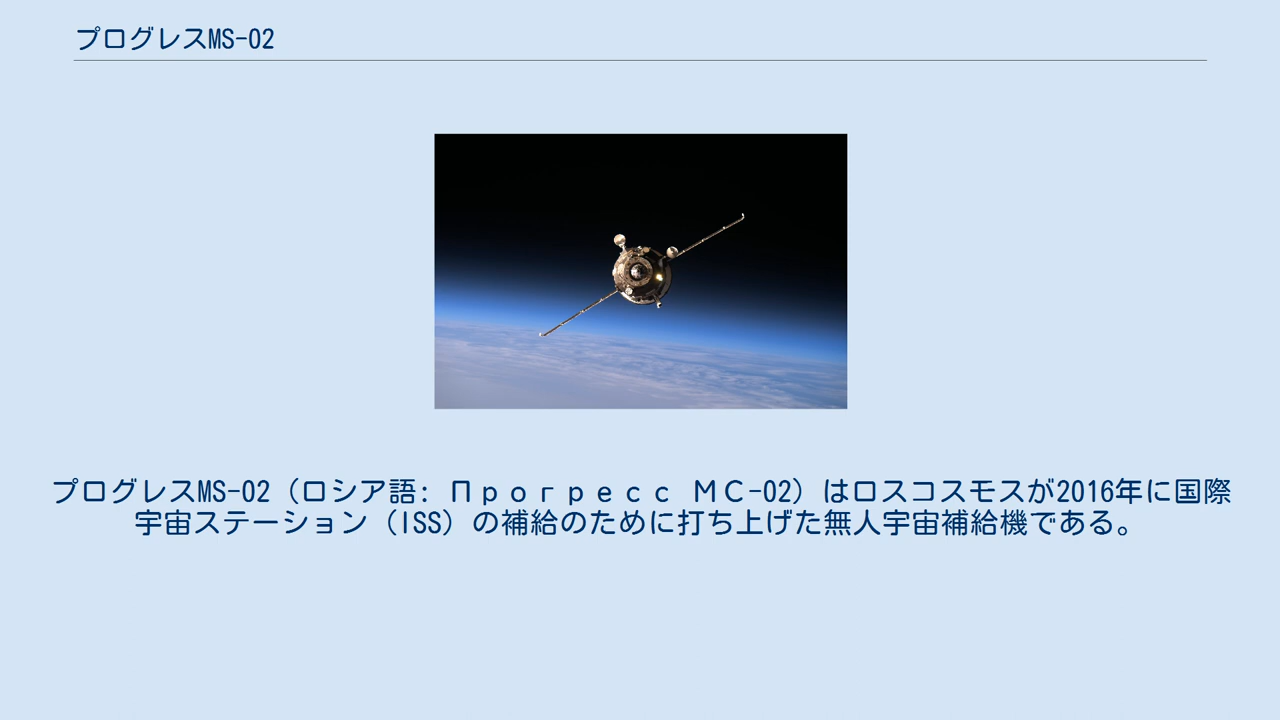 プログレスMS-02
プログレスMS-02（ロシア語: Прогресс МС-02）はロスコスモスが2016年に国際
宇宙ステーション（ISS）の補給のために打ち上げた無人宇宙補給機である。